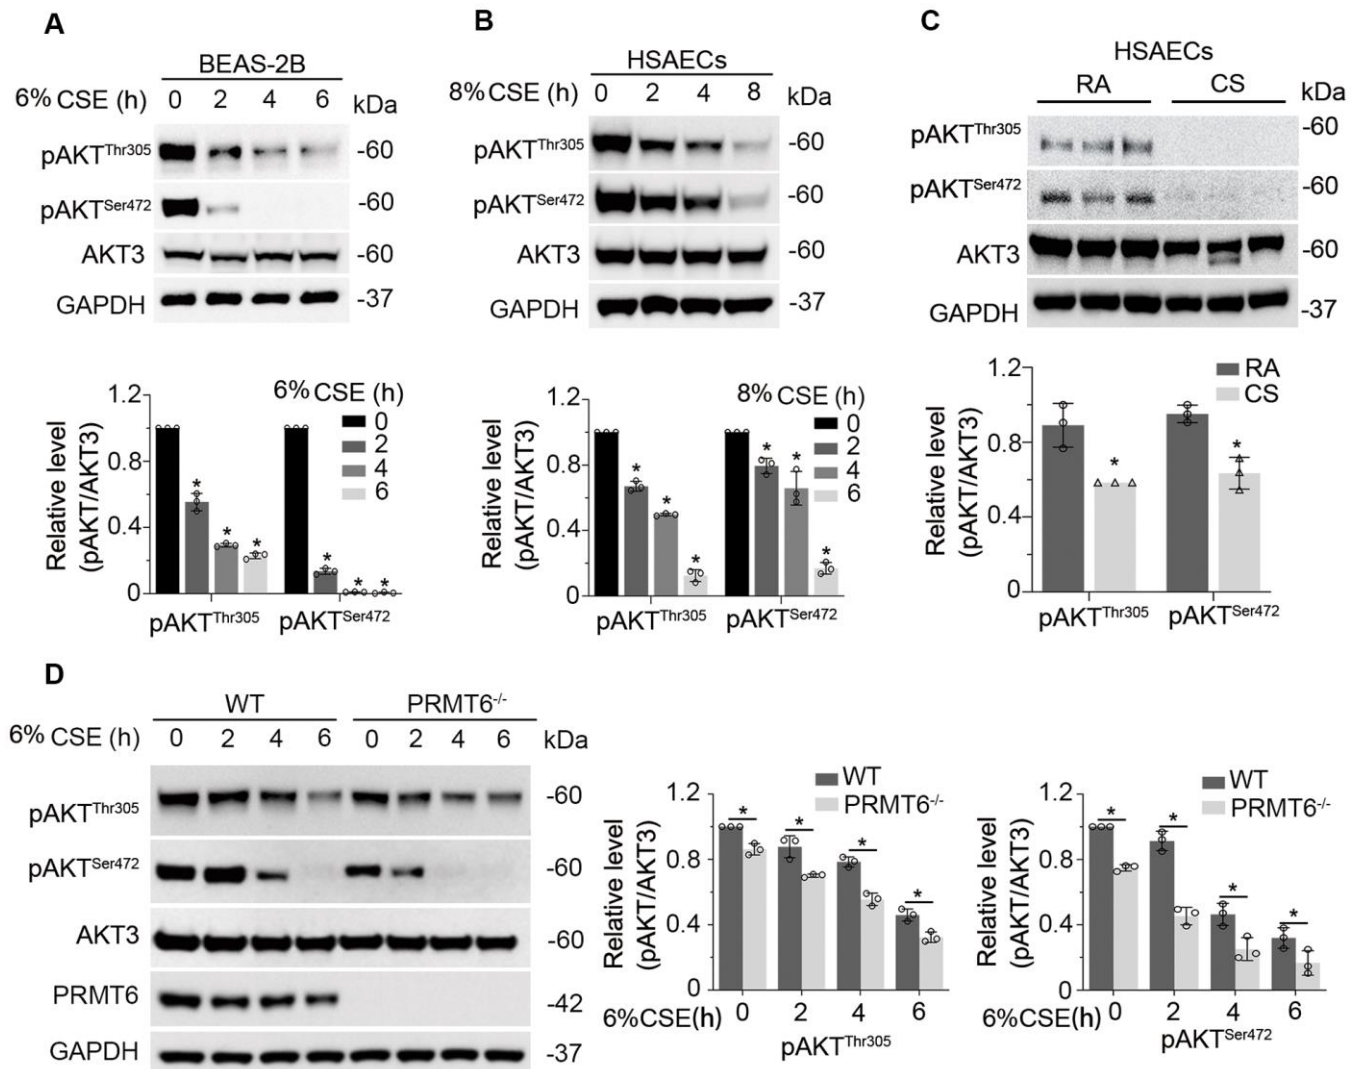 A
BEAS-2B
6% CSE (h) 0 2 4 6 kDa
pAKTThr305 -60
pAKTSer472 -60
AKT3 -60
GAPDH -37
1.2
0.8
0.4
0
Relative level
(pAKT/AKT3)
6% CSE (h)
0
2
4
6
* * * * * *
pAKTThr305 pAKTSer472
B
HSAECs
8% CSE (h) 0 2 4 8 kDa
pAKTThr305 -60
pAKTSer472 -60
AKT3 -60
GAPDH -37
1.2
0.8
0.4
0
Relative level
(pAKT/AKT3)
8% CSE (h)
0
2
4
6
* * * * * *
pAKTThr305 pAKTSer472
C
HSAECs
RA CS kDa
pAKTThr305 -60
pAKTSer472 -60
AKT3 -60
GAPDH -37
1.2
0.8
0.4
0
Relative level
(pAKT/AKT3)
RA
CS
* *
pAKTThr305 pAKTSer472
D
WT PRMT6-/-
6% CSE (h) 0 2 4 6 0 2 4 6 kDa
pAKTThr305 -60
pAKTSer472 -60
AKT3 -60
PRMT6 -42
GAPDH -37
WT
PRMT6-/-
1.2
0.8
0.4
0
Relative level
(pAKT/AKT3)
* * * *
6%CSE(h) 0 2 4 6
pAKTThr305
WT
PRMT6-/-
1.2
0.8
0.4
0
Relative level
(pAKT/AKT3)
* * * *
6%CSE(h) 0 2 4 6
pAKTSer472